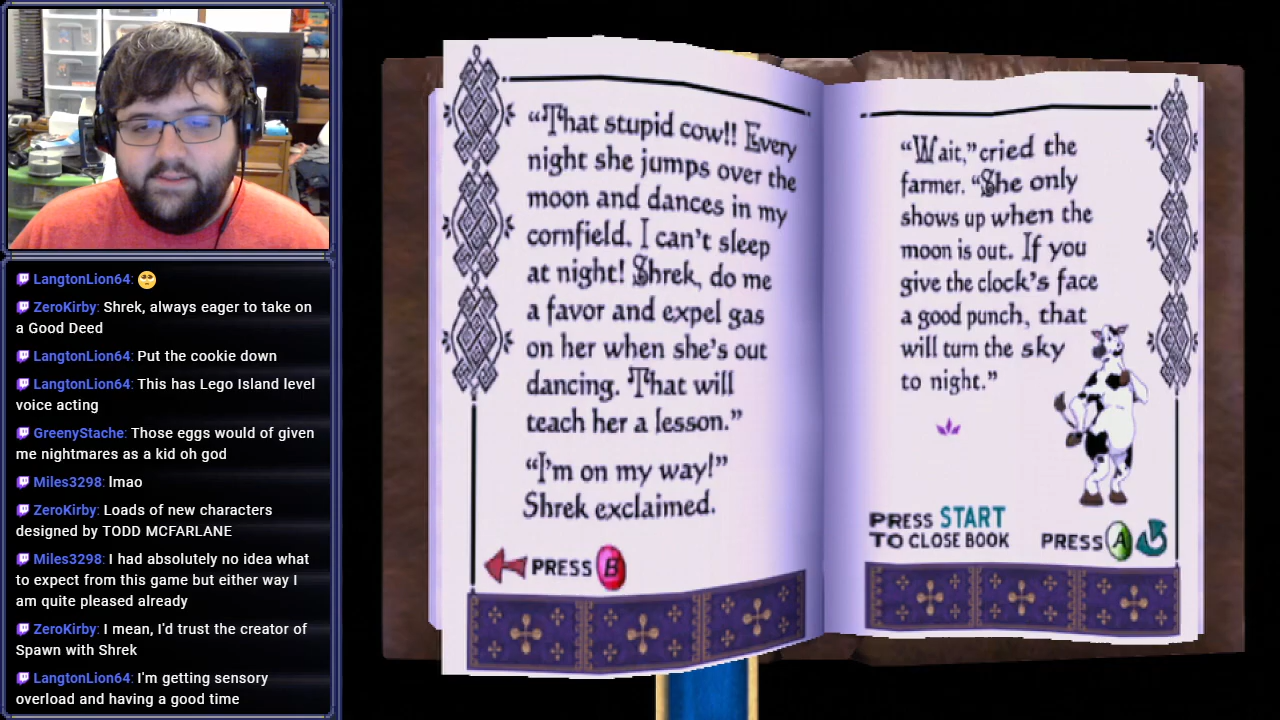 LangtonLion64: 🥺
ZeroKirby: Shrek, always eager to take on
a Good Deed
LangtonLion64: Put the cookie down
LangtonLion64: This has Lego Island level
voice acting
GreenyStache: Those eggs would of given
me nightmares as a kid oh god
Miles3298: lmao
ZeroKirby: Loads of new characters
designed by TODD MCFARLANE
Miles3298: I had absolutely no idea what
to expect from this game but either way I
am quite pleased already
ZeroKirby: I mean, I'd trust the creator of
Spawn with Shrek
LangtonLion64: I'm getting sensory
overload and having a good time
“That stupid cow!! Every
night she jumps over the
moon and dances in my
cornfield. I can't sleep
at night! Shrek, do me
a favor and expel gas
on her when she's out
dancing. That will
teach her a lesson.”
“I'm on my way!”
Shrek exclaimed.
PRESS B
“Wait,” cried the
farmer. “She only
shows up when the
moon is out. If you
give the clock's face
a good punch, that
will turn the sky
to night.”
PRESS START
TO CLOSE BOOK
PRESS A